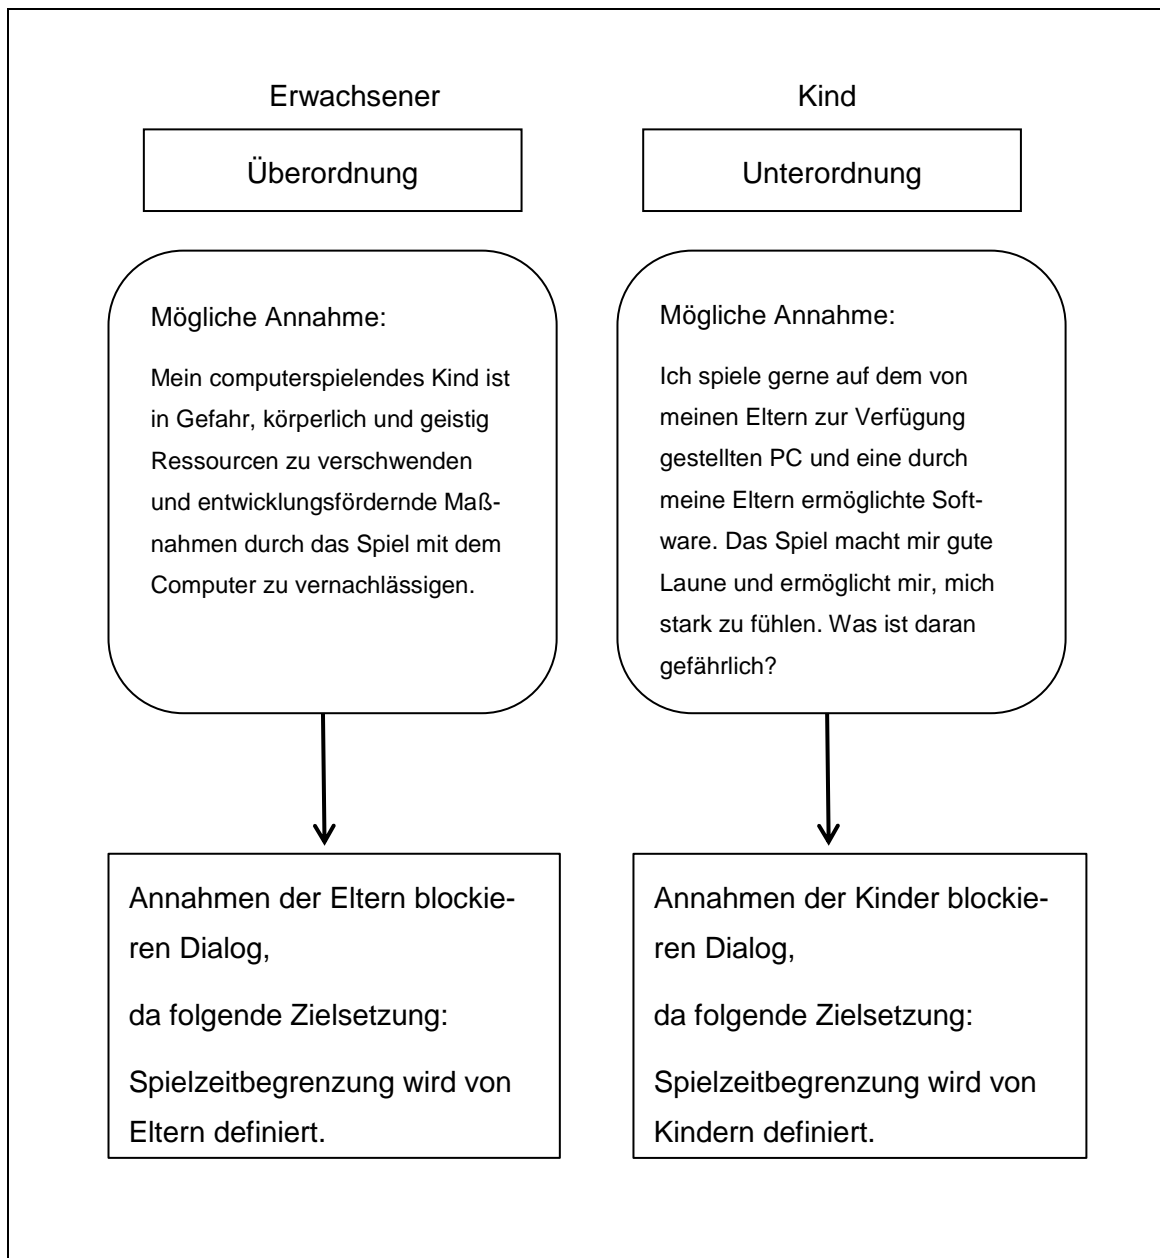 Erwachsener
Überordnung
Mögliche Annahme:
Mein computerspielendes Kind ist
in Gefahr, körperlich und geistig
Ressourcen zu verschwenden
und entwicklungsfördernde Maß-
nahmen durch das Spiel mit dem
Computer zu vernachlässigen.
Annahmen der Eltern blockie-
ren Dialog,
da folgende Zielsetzung:
Spielzeitbegrenzung wird von
Eltern definiert.
Kind
Unterordnung
Mögliche Annahme:
Ich spiele gerne auf dem von
meinen Eltern zur Verfügung
gestellten PC und eine durch
meine Eltern ermöglichte Soft-
ware. Das Spiel macht mir gute
Laune und ermöglicht mir, mich
stark zu fühlen. Was ist daran
gefährlich?
Annahmen der Kinder blockie-
ren Dialog,
da folgende Zielsetzung:
Spielzeitbegrenzung wird von
Kindern definiert.